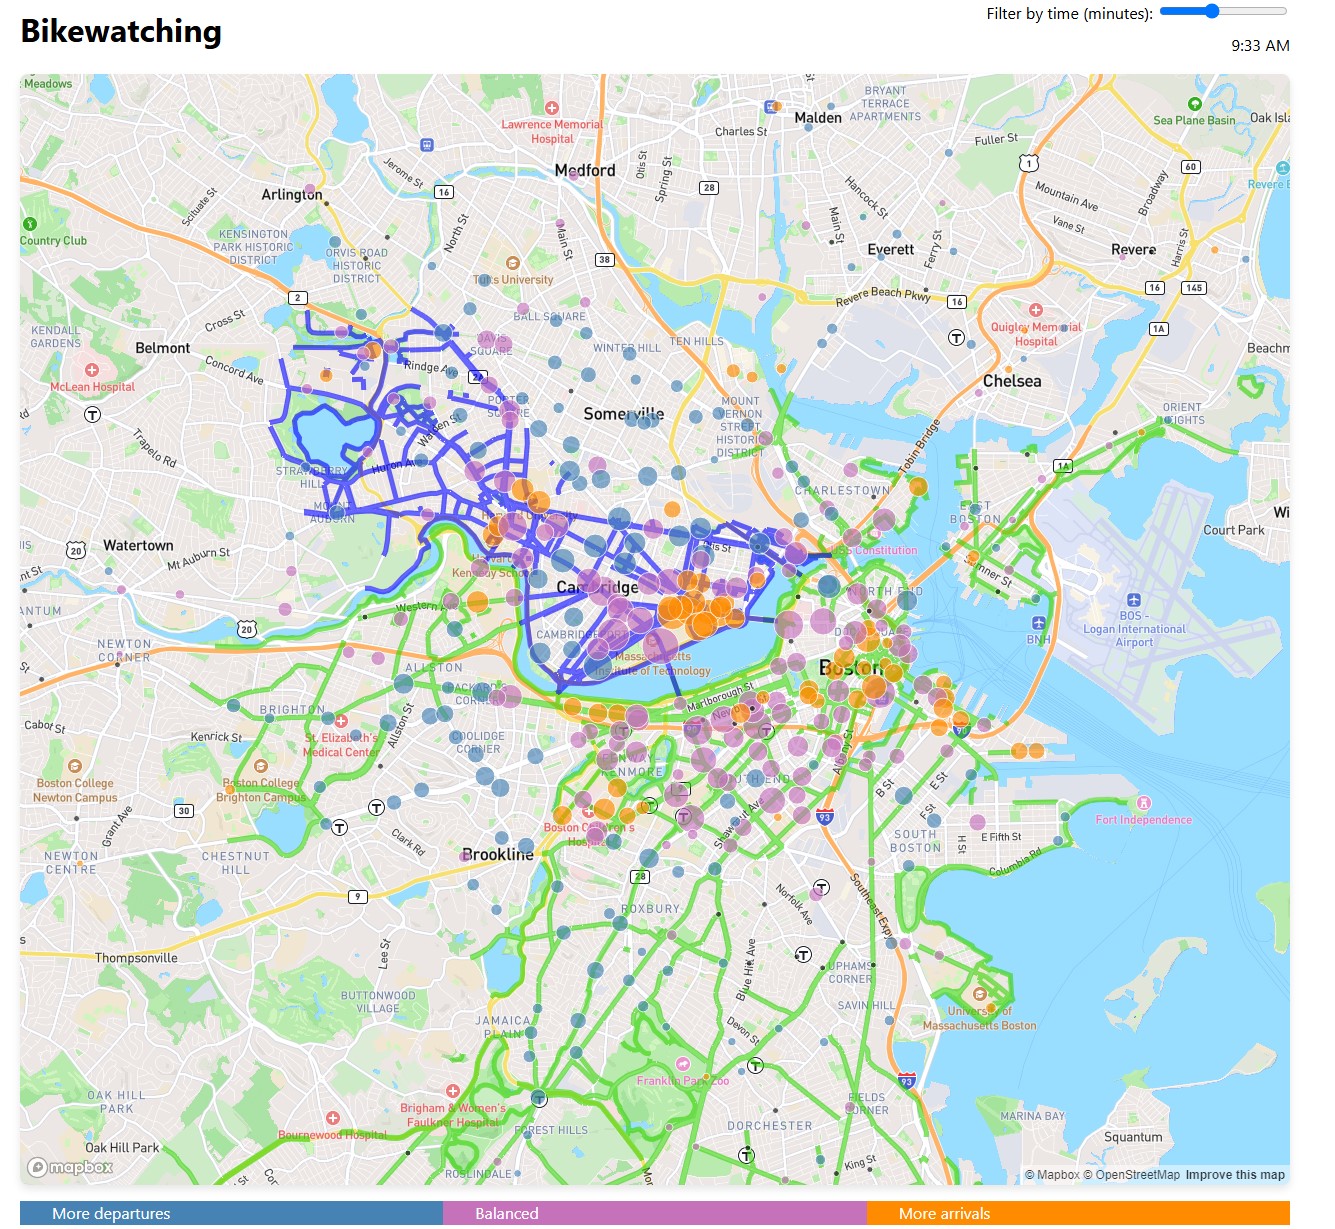 Bikewatching
Filter by time (minutes):
9:33 AM
Meadows
Lawrence Memorial
Hospital
Charles St
Malden
BRYANT
TERRACE
APARTMENTS
Sea Plane Basin
Fuller St
Medford
Otis St
Spring St
28
1
60
Jerome St
16
Arlington
Scituate St
Hancock St
Mountain Ave
Broadway
Vane St
Country Club
KENSINGTON
PARK HISTORIC
DISTRICT
North St
Main St
38
Main St
Ferry St
Everett
Revere
Harris St
ORVIS ROAD
HISTORIC
DISTRICT
Tufts University
2
Revere Beach Pkwy
16
16
145
Cross St
BALL SQUARE
KENDALL
GARDENS
Belmont
DAVIS
SQUARE
WINTER HILL
TEN HILLS
Quigley Memorial
Hospital
1A
McLean Hospital
Concord Ave
Rindge Ave
2A
Chelsea
PORTER
SQUARE
Somerville
MOUNT
VERNON
STREET
HISTORIC
DISTRICT
ORIENT
HEIGHTS
Trapelo Rd
Walden St
Huron Ave
Tobin Bridge
1A
STRAWBERRY
HILL
MOUNT
AUBURN
CHARLESTOWN
EAST
BOSTON
Court Park
20
Watertown
Mt Auburn St
Harvard
Kennedy School
USS Constitution
Sumner St
Cambridge
NORTH END
BOS -
Logan International
Airport
BNH
Western Ave
20
NEWTON
CORNER
CAMBRIDGEPORT
Massachusetts
Institute of Technology
Boston
ALLSTON
PACKARDS
CORNER
Marlborough St
BRIGHTON
Cabot St
Kenrick St
St. Elizabeth's
Medical Center
Allston St
COOLIDGE
CORNER
Albany St
FENWAY
KENMORE
SOUTH END
Boston College
Newton Campus
Boston College
Brighton Campus
B St
E St
F St
30
Grant Ave
Clark Rd
93
Fort Independence
Boston Children's
Hospital
Shawmut Ave
SOUTH
BOSTON
H St
E Fifth St
Columbia Rd
NEWTON
CENTRE
CHESTNUT
HILL
Brookline
28
9
Norfolk Ave
Southeast Expy
ROXBURY
Lee St
Thompsonville
Blue Hill Ave
UPHAMS
CORNER
BUTTONWOOD
VILLAGE
SAVIN HILL
University of
Massachusetts Boston
JAMAICA
PLAIN
Devon St
Franklin Park Zoo
93
OAK HILL
PARK
Brigham & Women's
Faulkner Hospital
FIELDS
CORNER
Bournewood Hospital
FOREST HILLS
DORCHESTER
MARINA BAY
Squantum
Oak Hill Park
King St
ROSLINDALE
mapbox
© Mapbox © OpenStreetMap Improve this map
More departures
Balanced
More arrivals